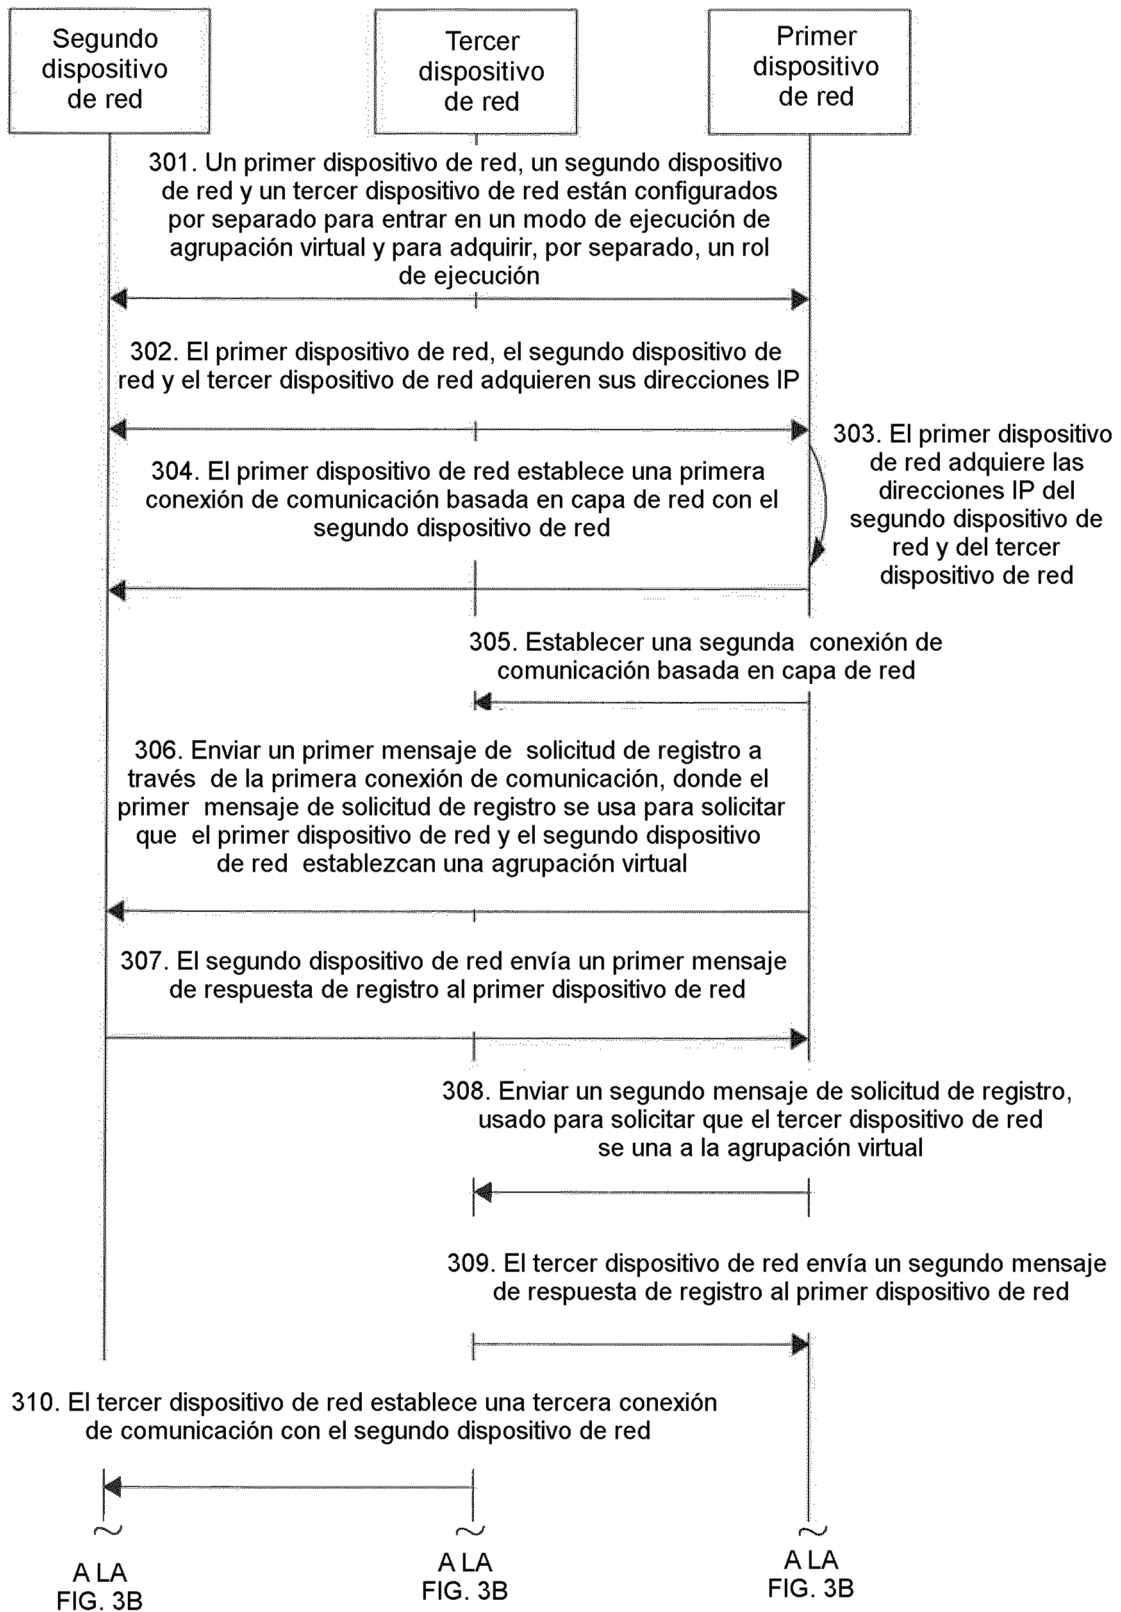 Segundo
dispositivo
de red
Tercer
dispositivo
de red
Primer
dispositivo
de red
301. Un primer dispositivo de red, un segundo dispositivo
de red y un tercer dispositivo de red están configurados
por separado para entrar en un modo de ejecución de
agrupación virtual y para adquirir, por separado, un rol
de ejecución
302. El primer dispositivo de red, el segundo dispositivo de
red y el tercer dispositivo de red adquieren sus direcciones IP
303. El primer dispositivo
de red adquiere las
direcciones IP del
segundo dispositivo de
red y del tercer
dispositivo de red
304. El primer dispositivo de red establece una primera
conexión de comunicación basada en capa de red con el
segundo dispositivo de red
305. Establecer una segunda conexión de
comunicación basada en capa de red
306. Enviar un primer mensaje de solicitud de registro a
través de la primera conexión de comunicación, donde el
primer mensaje de solicitud de registro se usa para solicitar
que el primer dispositivo de red y el segundo dispositivo
de red establezcan una agrupación virtual
307. El segundo dispositivo de red envía un primer mensaje
de respuesta de registro al primer dispositivo de red
308. Enviar un segundo mensaje de solicitud de registro,
usado para solicitar que el tercer dispositivo de red
se una a la agrupación virtual
309. El tercer dispositivo de red envía un segundo mensaje
de respuesta de registro al primer dispositivo de red
310. El tercer dispositivo de red establece una tercera conexión
de comunicación con el segundo dispositivo de red
A LA
FIG. 3B
A LA
FIG. 3B
A LA
FIG. 3B